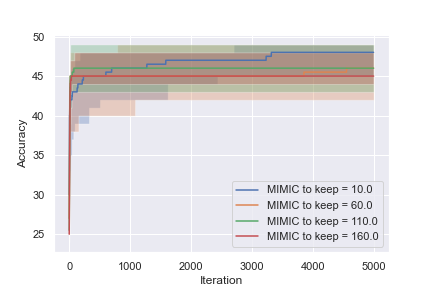 50
45
40
35
30
25
Accuracy
0 1000 2000 3000 4000 5000
Iteration
MIMIC to keep = 10.0
MIMIC to keep = 60.0
MIMIC to keep = 110.0
MIMIC to keep = 160.0